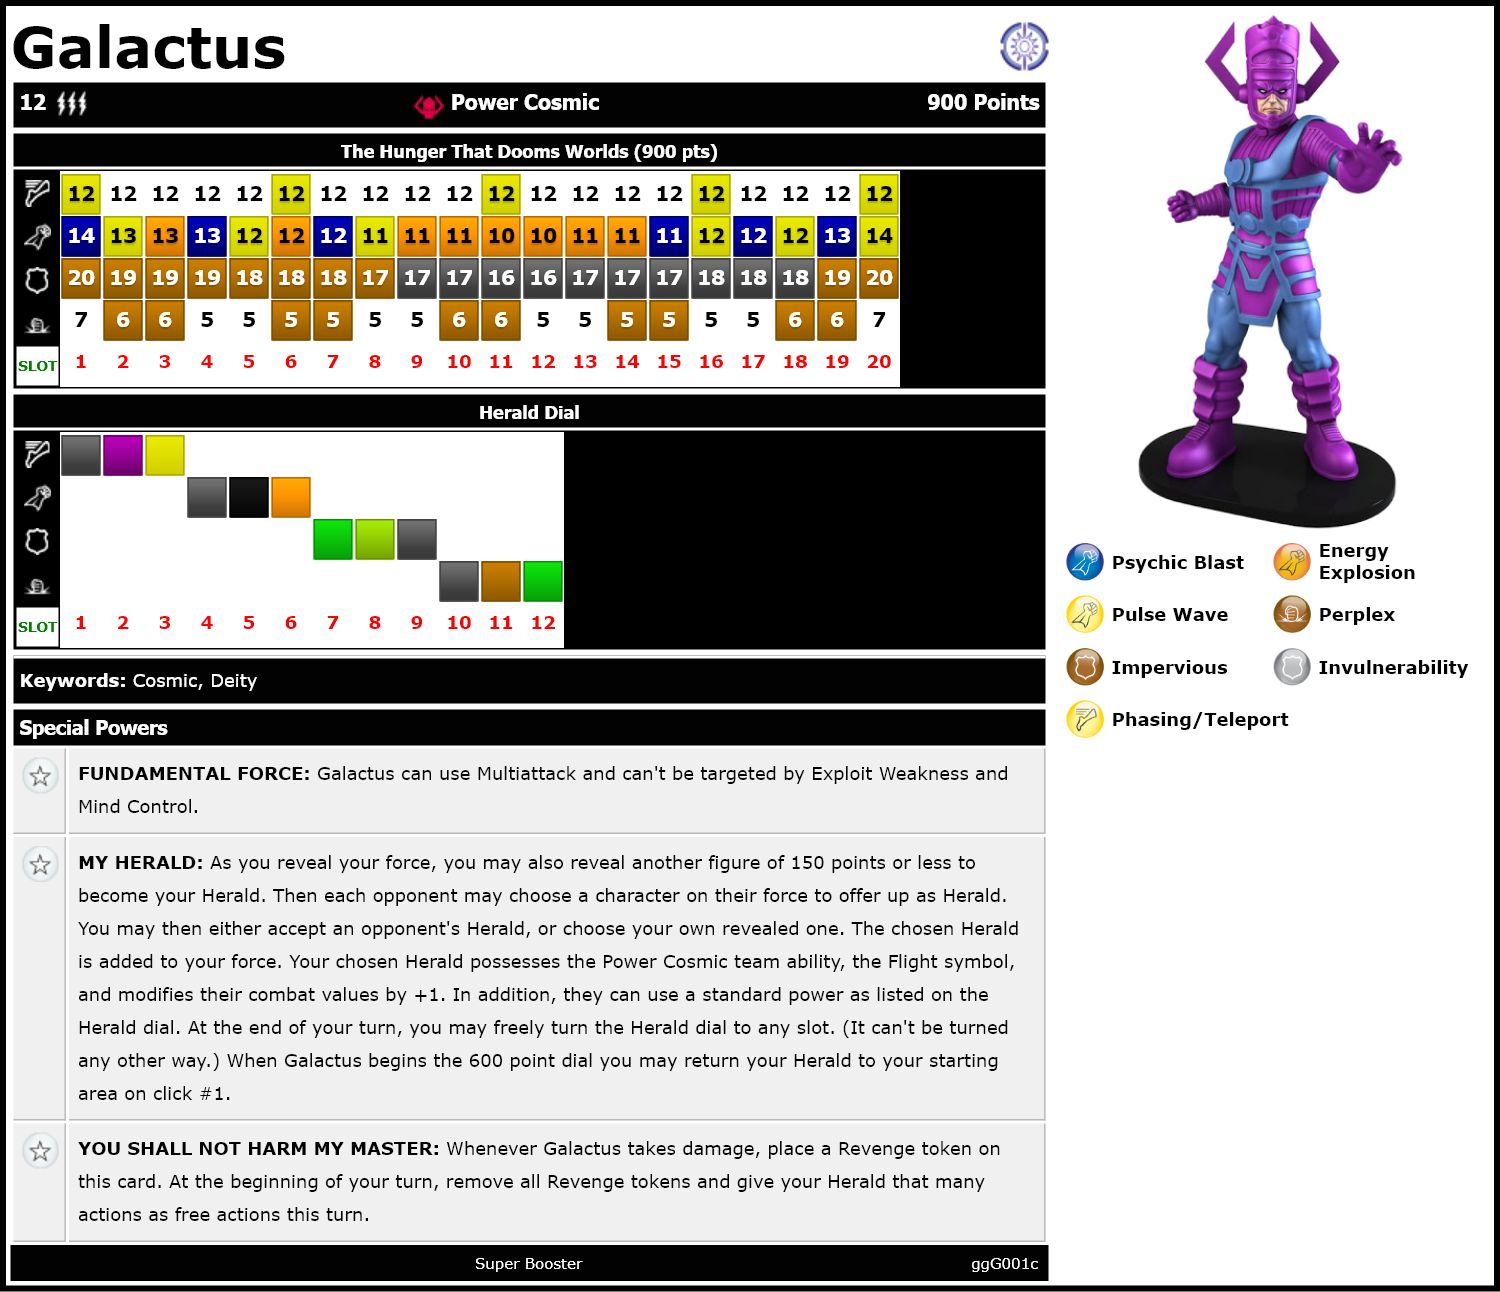 Galactus
12 Power Cosmic 900 Points
The Hunger That Dooms Worlds (900 pts)
12 12 12 12 12 12 12 12 12 12 12 12 12 12 12 12 12 12 12 12
14 13 13 13 12 12 12 11 11 11 10 10 11 11 11 12 12 12 13 14
20 19 19 19 18 18 18 17 17 17 16 16 17 17 17 18 18 18 19 20
7 6 6 5 5 5 5 5 5 6 6 5 5 5 5 5 5 6 6 7
SLOT 1 2 3 4 5 6 7 8 9 10 11 12 13 14 15 16 17 18 19 20
Herald Dial
SLOT 1 2 3 4 5 6 7 8 9 10 11 12
Keywords: Cosmic, Deity
Special Powers
FUNDAMENTAL FORCE: Galactus can use Multiattack and can't be targeted by Exploit Weakness and
Mind Control.
MY HERALD: As you reveal your force, you may also reveal another figure of 150 points or less to
become your Herald. Then each opponent may choose a character on their force to offer up as Herald.
You may then either accept an opponent's Herald, or choose your own revealed one. The chosen Herald
is added to your force. Your chosen Herald possesses the Power Cosmic team ability, the Flight symbol,
and modifies their combat values by +1. In addition, they can use a standard power as listed on the
Herald dial. At the end of your turn, you may freely turn the Herald dial to any slot. (It can't be turned
any other way.) When Galactus begins the 600 point dial you may return your Herald to your starting
area on click #1.
YOU SHALL NOT HARM MY MASTER: Whenever Galactus takes damage, place a Revenge token on
this card. At the beginning of your turn, remove all Revenge tokens and give your Herald that many
actions as free actions this turn.
Super Booster ggG001c
Psychic Blast
Energy
Explosion
Pulse Wave
Perplex
Impervious
Invulnerability
Phasing/Teleport